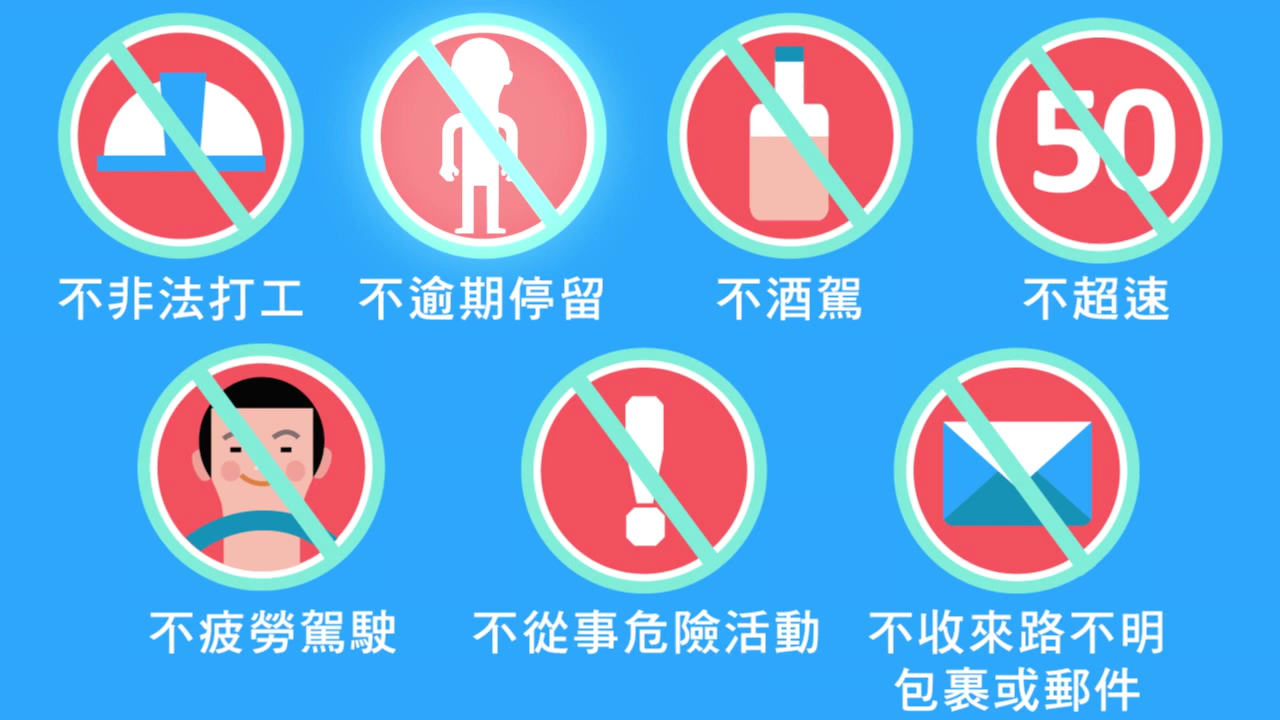 50
不非法打工
不逾期停留
不酒駕
不超速
不疲勞駕駛
不從事危險活動
不收來路不明
包裹或郵件